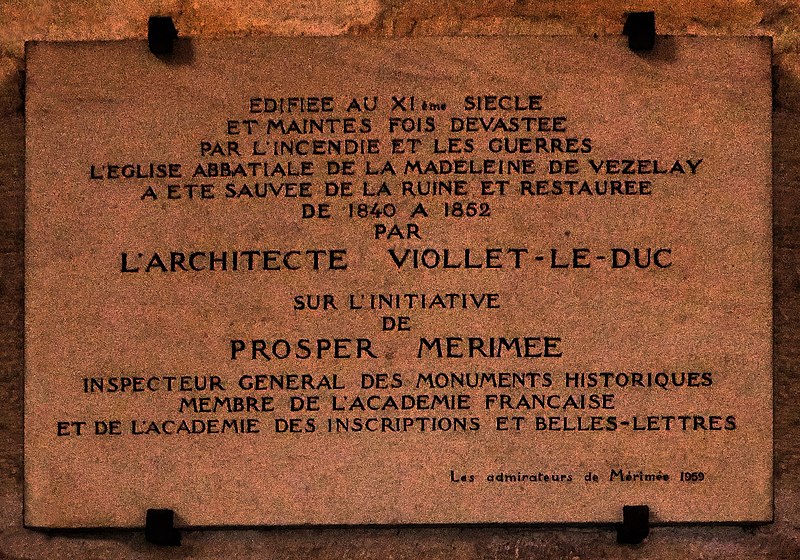 EDIFIEE AU XIème SIECLE
ET MAINTES FOIS DEVASTEE
PAR L'INCENDIE ET LES GUERRES
L'EGLISE ABBATIALE DE LA MADELEINE DE VEZELAY
A ETE SAUVEE DE LA RUINE ET RESTAUREE
DE 1840 A 1852
PAR
L'ARCHITECTE VIOLLET-LE-DUC
SUR L'INITIATIVE
DE
PROSPER MERIMEE
INSPECTEUR GENERAL DES MONUMENTS HISTORIQUES
MEMBRE DE L'ACADEMIE FRANCAISE
ET DE L'ACADEMIE DES INSCRIPTIONS ET BELLES-LETTRES
Les admirateurs de Mérimée 1959